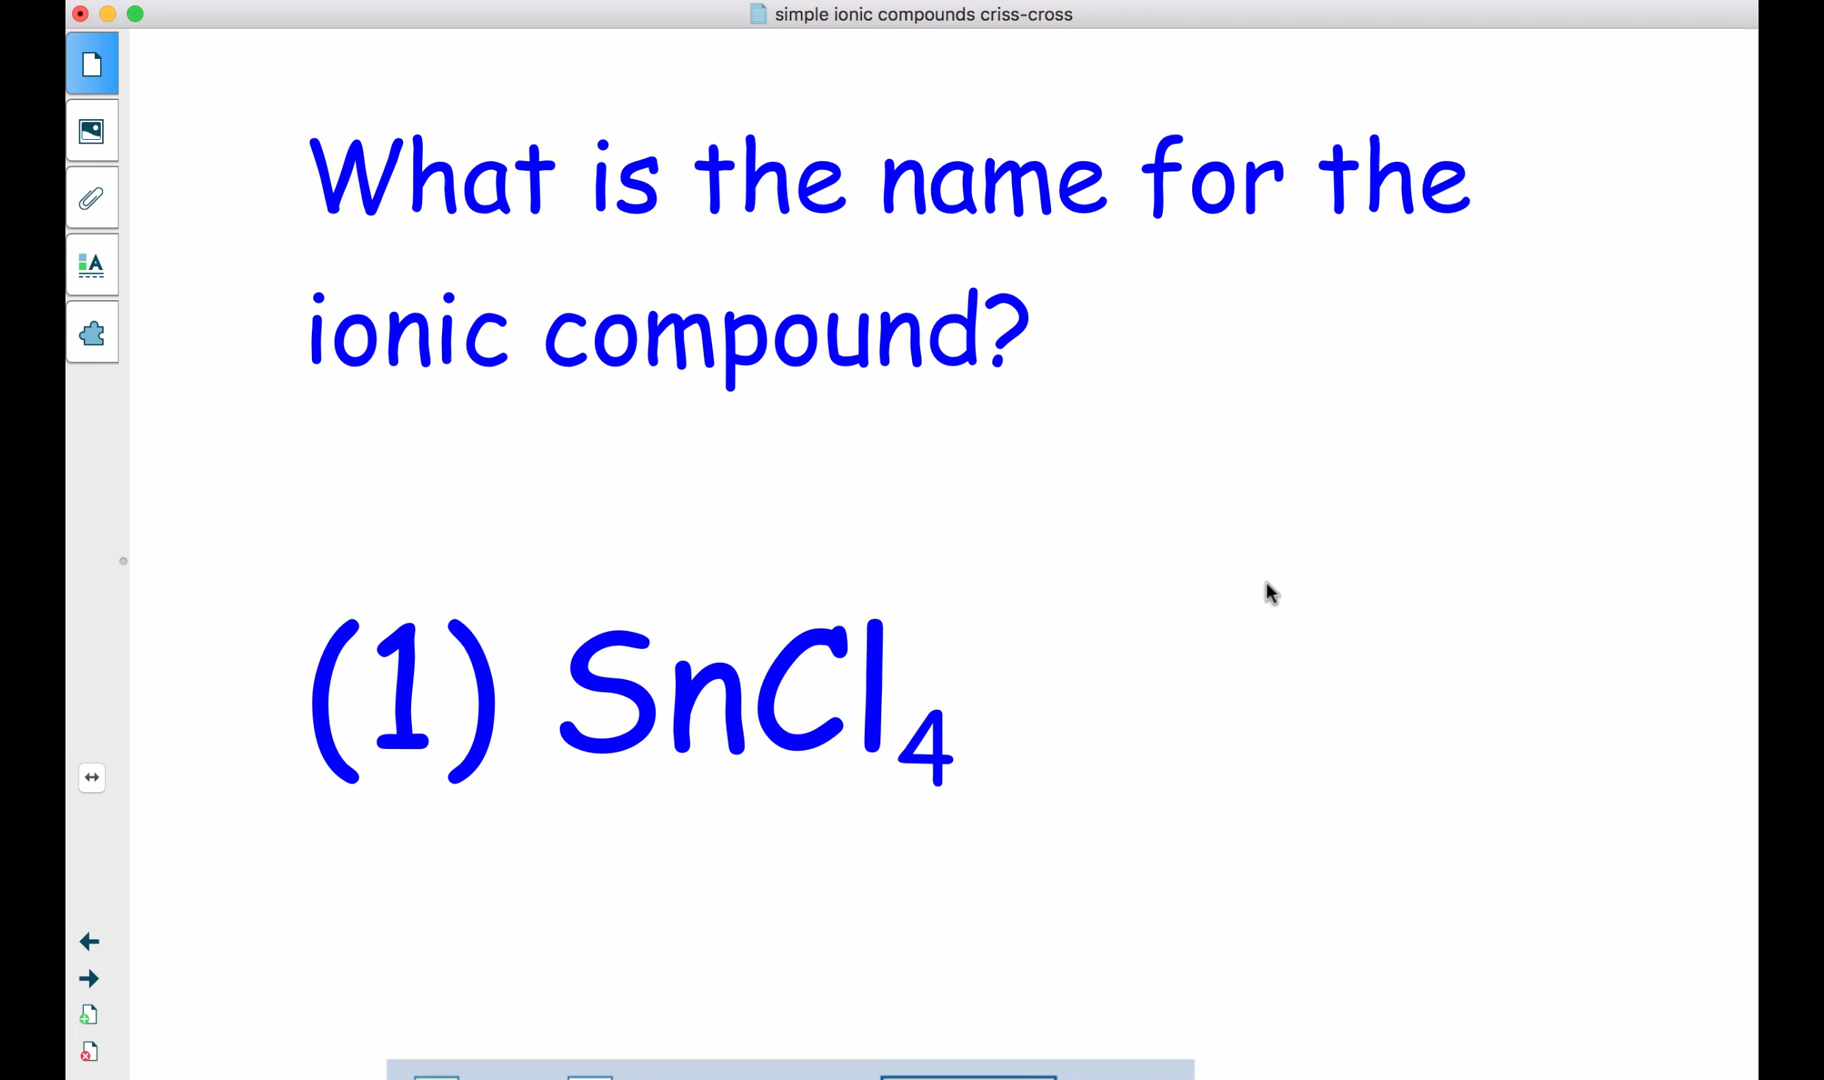 simple ionic compounds criss-cross
What is the name for the
ionic compound?
(1) SnCl₄